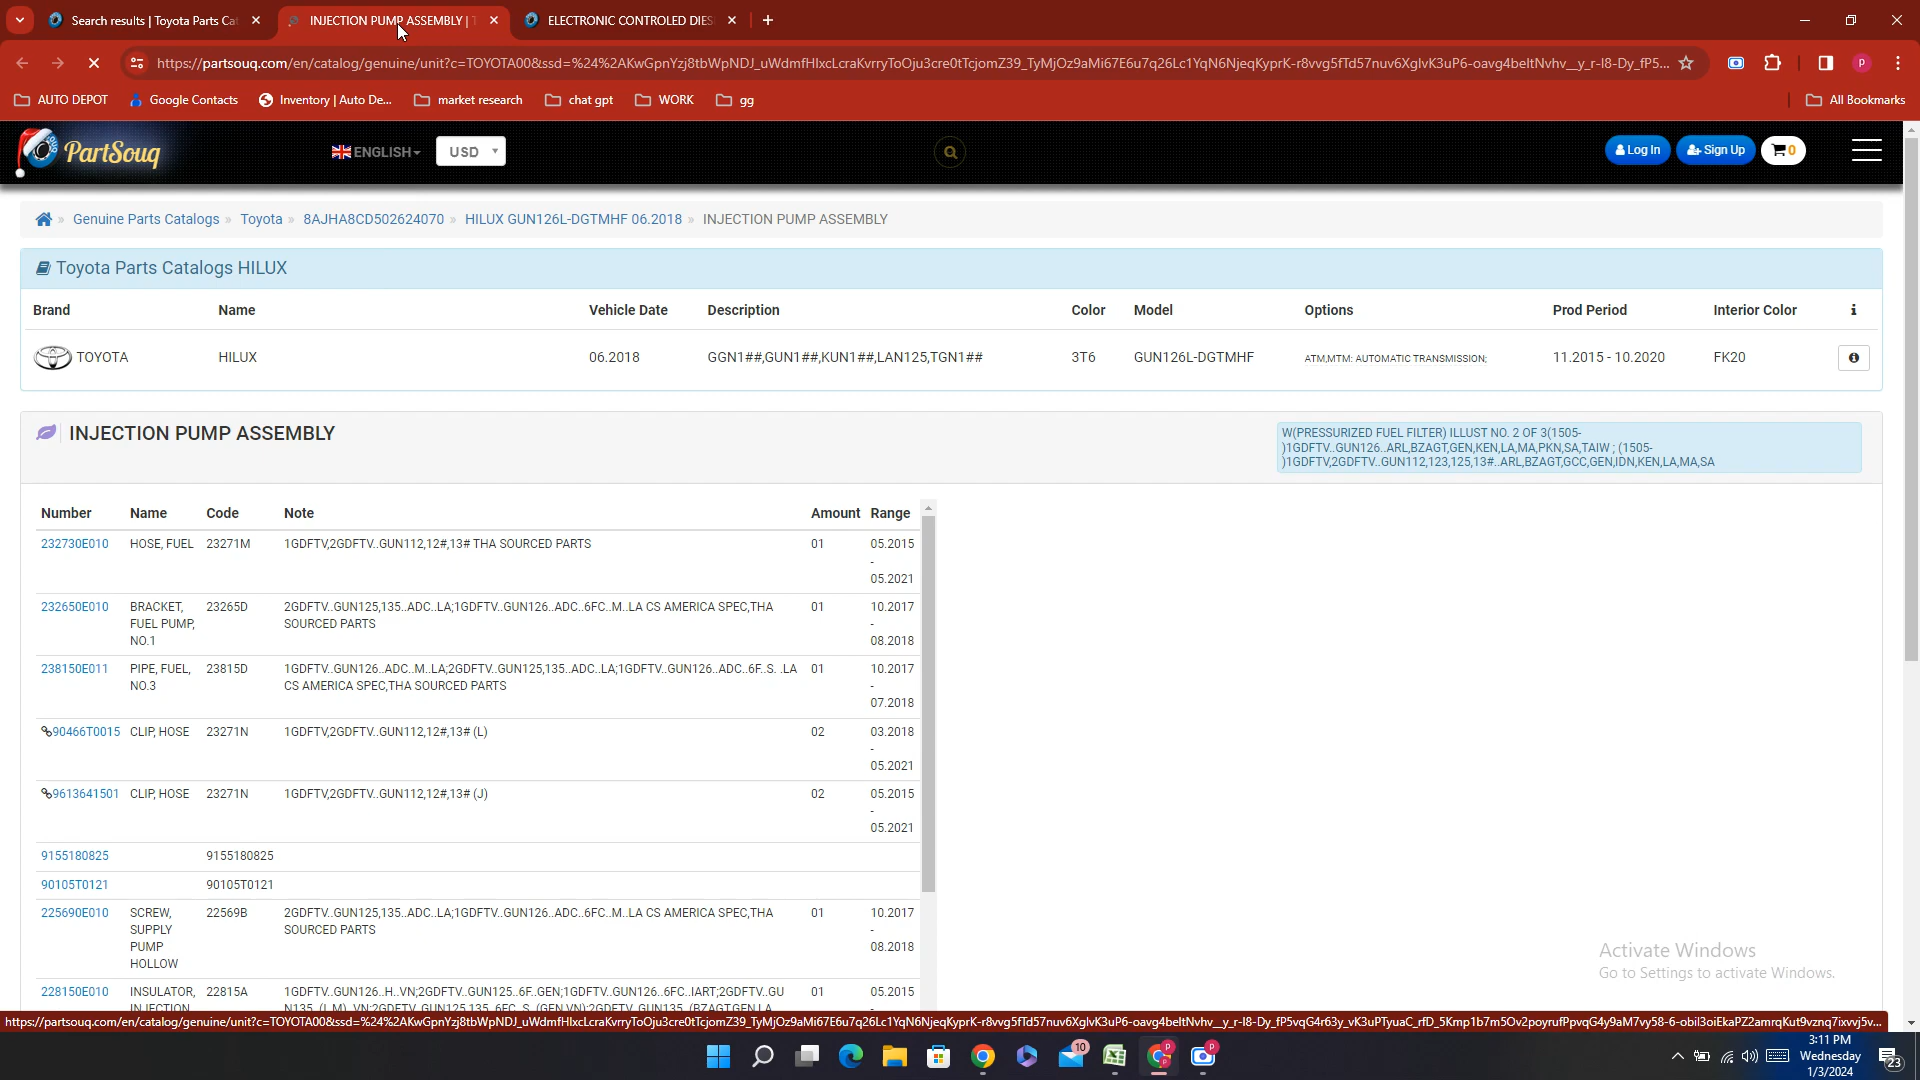 Search results | Toyota Parts Cat
INJECTION PUMP ASSEMBLY | T
ELECTRONIC CONTROLED DIES
https://partsouq.com/en/catalog/genuine/unit?c=TOYOTA00&ssd=%24%2AKwGpnYzj8tbWpNDJ_uWdmfHIxcLcraKvrryToOju3cre0tTcjomZ39_TyMjOz9aMi67E6u7q26Lc1YqN6NjeqKyprK-r8vvg5fTd57nuv6XglvK3uP6-oavg4beItNvhv__y_r-I8-Dy_fP5...
AUTO DEPOT
Google Contacts
Inventory | Auto De...
market research
chat gpt
WORK
gg
All Bookmarks
PartSouq
ENGLISH
USD
Log In
Sign Up
0
» Genuine Parts Catalogs » Toyota » 8AJHA8CD502624070 » HILUX GUN126L-DGTMHF 06.2018 » INJECTION PUMP ASSEMBLY
Toyota Parts Catalogs HILUX
Brand Name Vehicle Date Description Color Model Options Prod Period Interior Color
TOYOTA HILUX 06.2018 GGN1##,GUN1##,KUN1##,LAN125,TGN1## 3T6 GUN126L-DGTMHF ATM,MTM: AUTOMATIC TRANSMISSION; 11.2015 - 10.2020 FK20
INJECTION PUMP ASSEMBLY
W(PRESSURIZED FUEL FILTER) ILLUST NO. 2 OF 3(1505-
)1GDFTV..GUN126..ARL,BZAGT,GEN,KEN,LA,MA,PKN,SA,TAIW ; (1505-
)1GDFTV,2GDFTV..GUN112,123,125,13#..ARL,BZAGT,GCC,GEN,IDN,KEN,LA,MA,SA
Number Name Code Note Amount Range
232730E010 HOSE, FUEL 23271M 1GDFTV,2GDFTV..GUN112,12#,13# THA SOURCED PARTS 01 05.2015
-
05.2021
232650E010 BRACKET, 23265D 2GDFTV..GUN125,135..ADC..LA;1GDFTV..GUN126..ADC..6FC..M..LA CS AMERICA SPEC,THA 01 10.2017
FUEL PUMP, SOURCED PARTS -
NO.1 08.2018
238150E011 PIPE, FUEL, 23815D 1GDFTV..GUN126..ADC..M..LA;2GDFTV..GUN125,135..ADC..LA;1GDFTV..GUN126..ADC..6F..S. .LA 01 10.2017
NO.3 CS AMERICA SPEC,THA SOURCED PARTS -
07.2018
90466T0015 CLIP, HOSE 23271N 1GDFTV,2GDFTV..GUN112,12#,13# (L) 02 03.2018
-
05.2021
9613641501 CLIP, HOSE 23271N 1GDFTV,2GDFTV..GUN112,12#,13# (J) 02 05.2015
-
05.2021
9155180825 9155180825
90105T0121 90105T0121
225690E010 SCREW, 22569B 2GDFTV..GUN125,135..ADC..LA;1GDFTV..GUN126..ADC..6FC..M..LA CS AMERICA SPEC,THA 01 10.2017
SUPPLY SOURCED PARTS -
PUMP 08.2018
HOLLOW
228150E010 INSULATOR, 22815A 1GDFTV..GUN126..H..VN;2GDFTV..GUN125..6F..GEN;1GDFTV..GUN126..6FC..IART;2GDFTV..GU 01 05.2015
INJECTION
Activate Windows
Go to Settings to activate Windows.
10
3:11 PM
Wednesday
1/3/2024
23